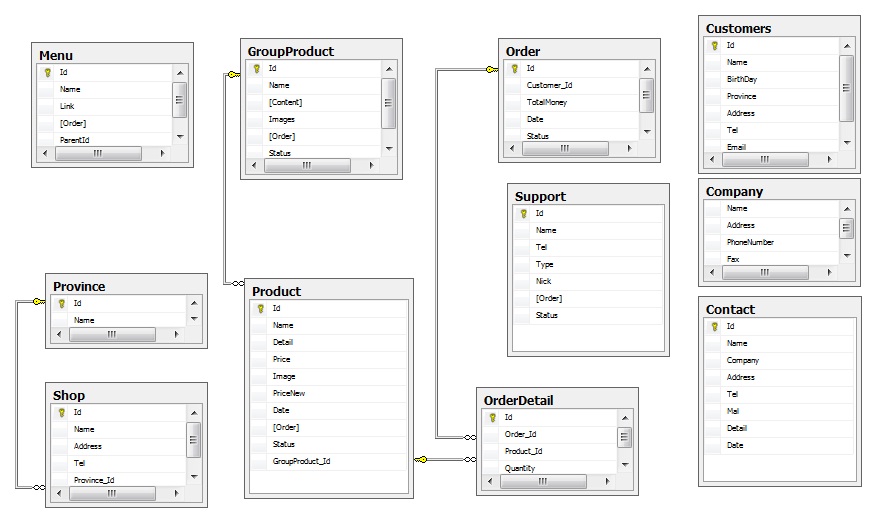 Menu
Id
Name
Link
[Order]
ParentId
GroupProduct
Id
Name
[Content]
Images
[Order]
Status
Order
Id
Customer_Id
TotalMoney
Date
Status
Customers
Id
Name
BirthDay
Province
Address
Tel
Email
Support
Id
Name
Tel
Type
Nick
[Order]
Status
Company
Name
Address
PhoneNumber
Fax
Province
Id
Name
Product
Id
Name
Detail
Price
Image
PriceNew
Date
[Order]
Status
GroupProduct_Id
Contact
Id
Name
Company
Address
Tel
Mal
Detail
Date
Shop
Id
Name
Address
Tel
Province_Id
OrderDetail
Id
Order_Id
Product_Id
Quantity